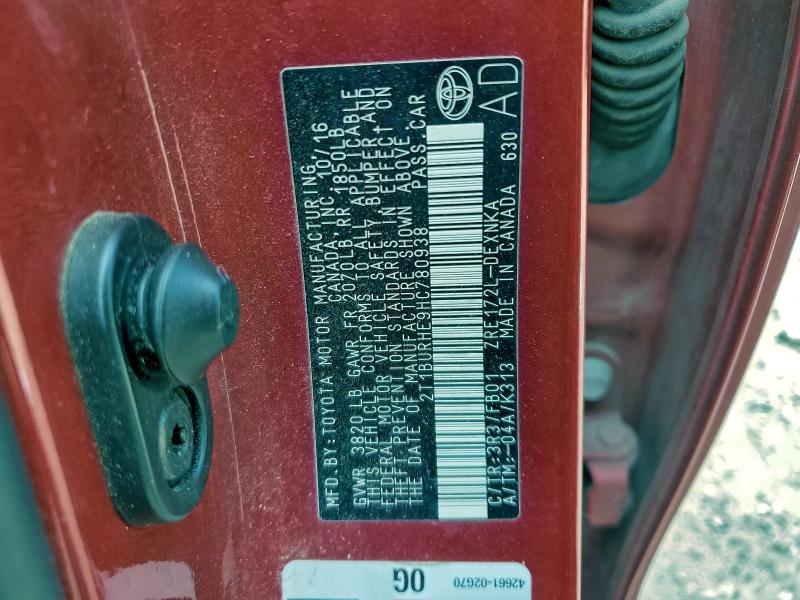 MFD BY: TOYOTA MOTOR MANUFACTURING,
CANADA INC. 10/16
GVWR 3820 LB GAWR FR 2070LB RR 1850LB
THIS VEHICLE CONFORMS TO ALL APPLICABLE
FEDERAL MOTOR VEHICLE SAFETY, BUMPER, AND
THEFT PREVENTION STANDARDS IN EFFECT ON
THE DATE OF MANUFACTURE SHOWN ABOVE.
2T1BURHE9HC780938 PASS.CAR
C/TR:3R3/FB01 ZRE172L-DEXNKA
A/TM:-04A/K313 MADE IN CANADA 630
AD
0G
42661-02G70